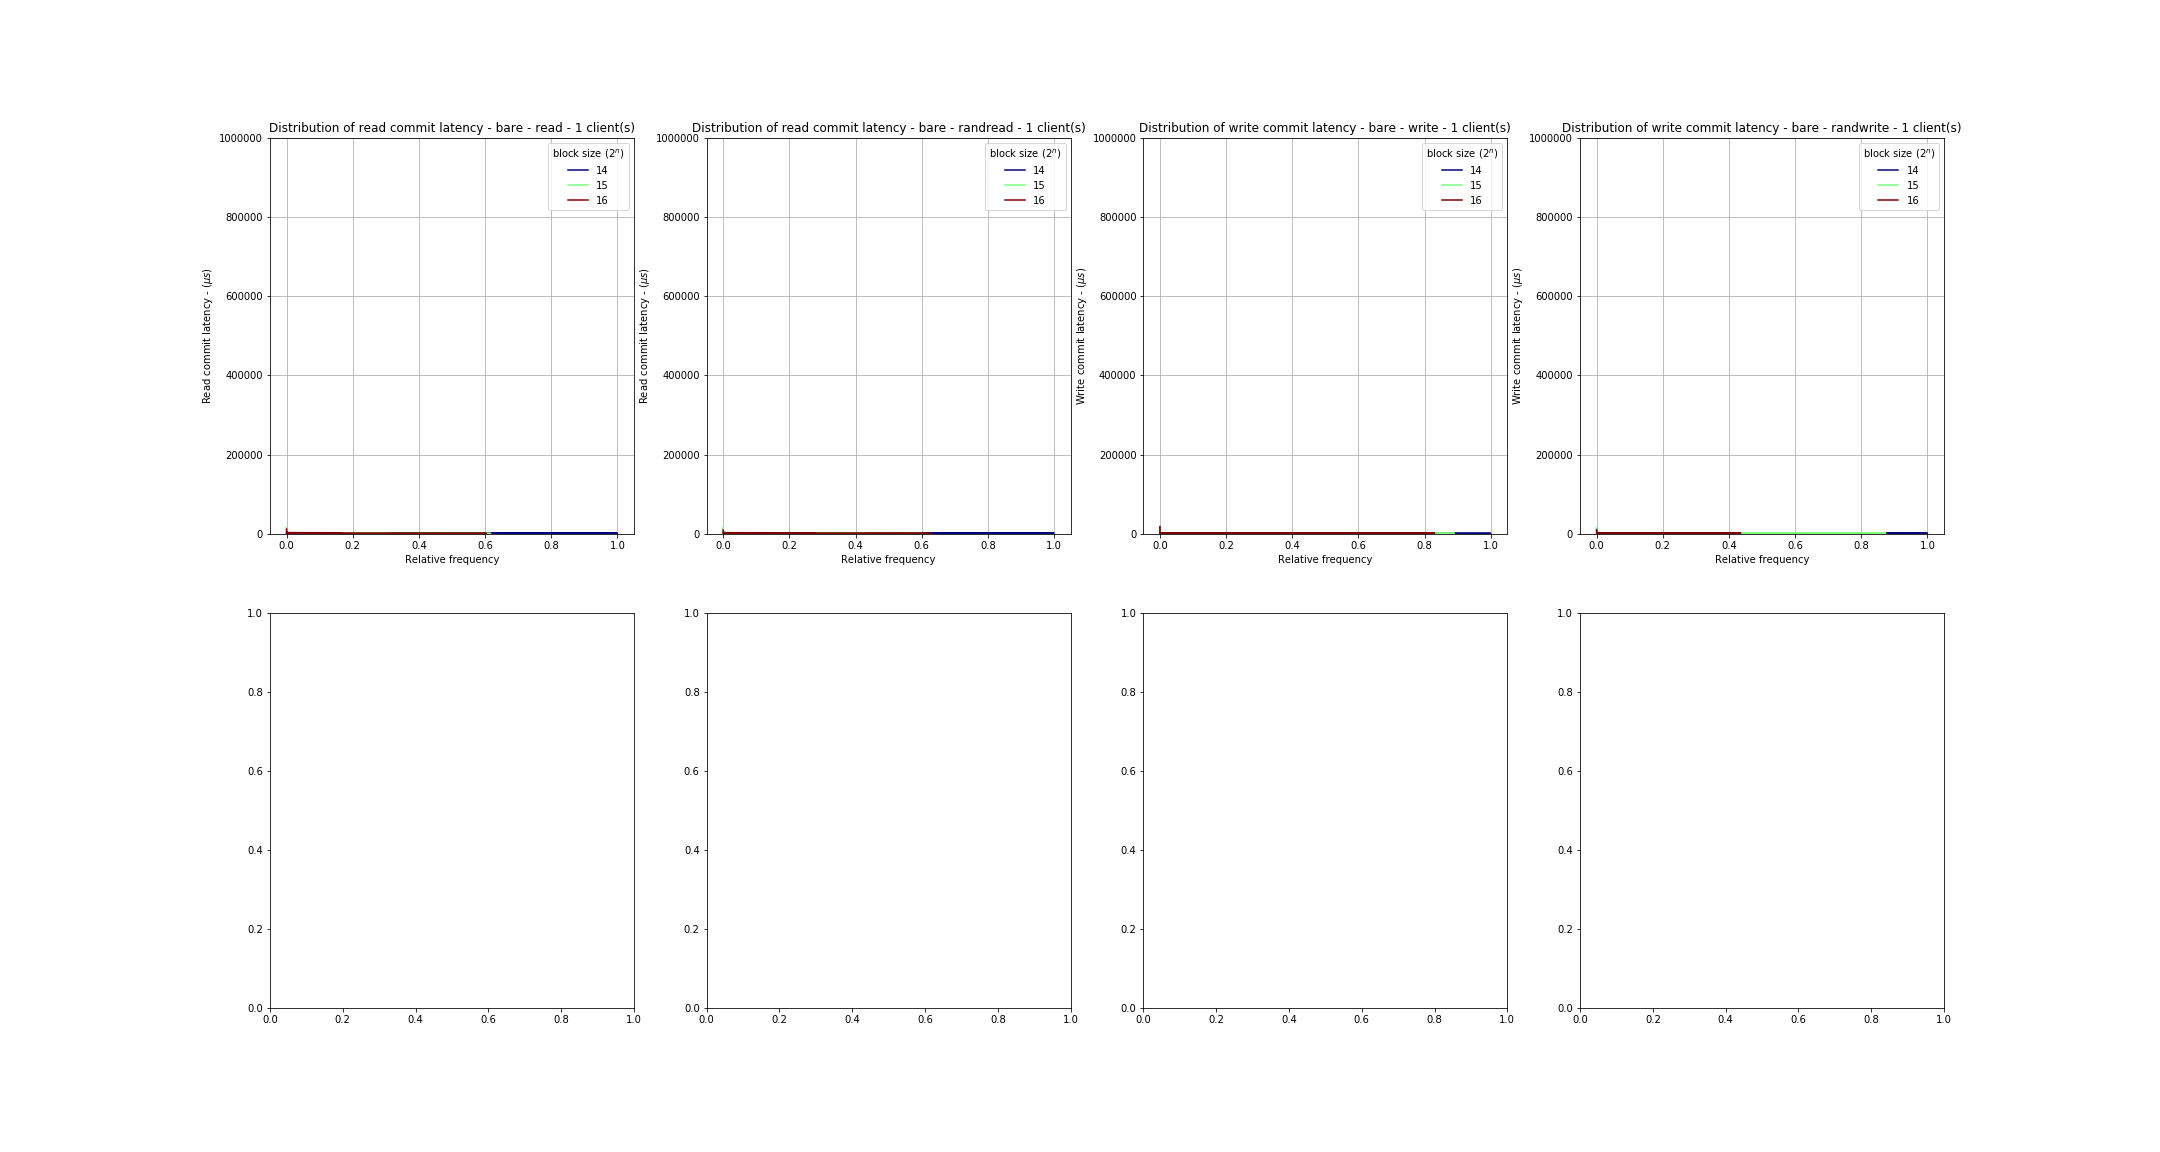 Distribution of read commit latency - bare - read - 1 client(s)
Read commit latency - (μs)
1000000
800000
600000
400000
200000
0
0.0 0.2 0.4 0.6 0.8 1.0
Relative frequency
block size (2ⁿ)
14
15
16
Distribution of read commit latency - bare - randread - 1 client(s)
Read commit latency - (μs)
1000000
800000
600000
400000
200000
0
0.0 0.2 0.4 0.6 0.8 1.0
Relative frequency
block size (2ⁿ)
14
15
16
Distribution of write commit latency - bare - write - 1 client(s)
Write commit latency - (μs)
1000000
800000
600000
400000
200000
0
0.0 0.2 0.4 0.6 0.8 1.0
Relative frequency
block size (2ⁿ)
14
15
16
Distribution of write commit latency - bare - randwrite - 1 client(s)
Write commit latency - (μs)
1000000
800000
600000
400000
200000
0
0.0 0.2 0.4 0.6 0.8 1.0
Relative frequency
block size (2ⁿ)
14
15
16
1.0
0.8
0.6
0.4
0.2
0.0
0.0 0.2 0.4 0.6 0.8 1.0
1.0
0.8
0.6
0.4
0.2
0.0
0.0 0.2 0.4 0.6 0.8 1.0
1.0
0.8
0.6
0.4
0.2
0.0
0.0 0.2 0.4 0.6 0.8 1.0
1.0
0.8
0.6
0.4
0.2
0.0
0.0 0.2 0.4 0.6 0.8 1.0